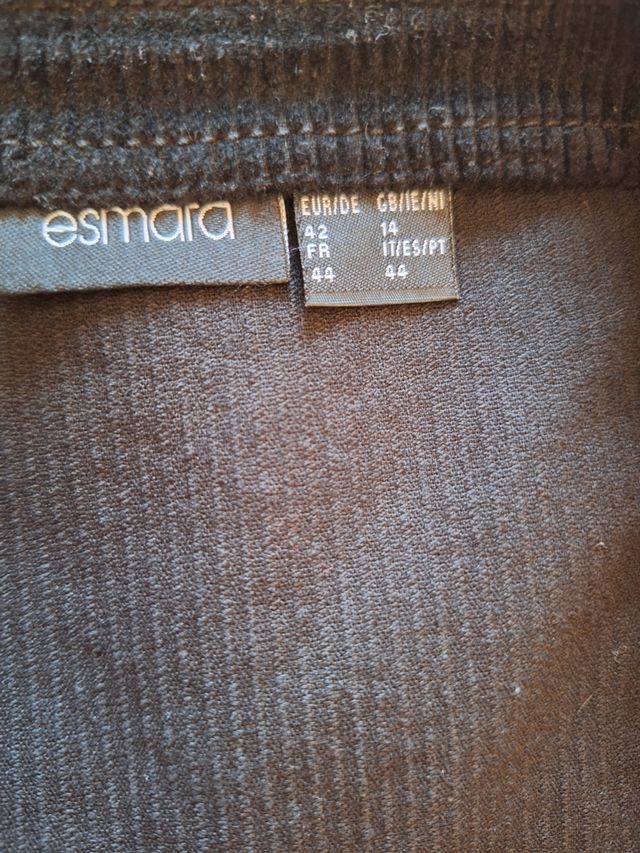 esmara
EUR/DE GB/IE/NI
42 14
FR IT/ES/PT
44 44